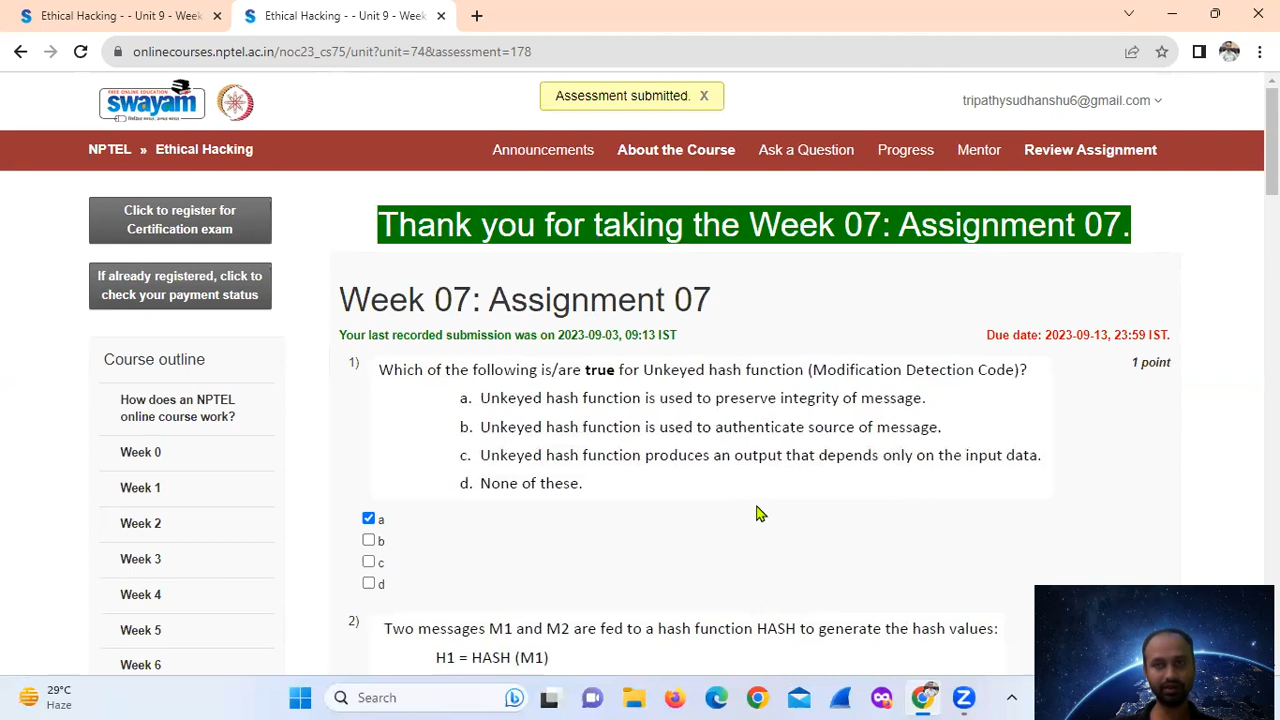 Ethical Hacking - - Unit 9 - Week
Ethical Hacking - - Unit 9 - Week
onlinecourses.nptel.ac.in/noc23_cs75/unit?unit=74&assessment=178
FREE ONLINE EDUCATION
swayam
Assessment submitted. X
tripathysudhanshu6@gmail.com
NPTEL » Ethical Hacking
Announcements About the Course Ask a Question Progress Mentor Review Assignment
Click to register for
Certification exam
If already registered, click to
check your payment status
Course outline
How does an NPTEL
online course work?
Week 0
Week 1
Week 2
Week 3
Week 4
Week 5
Week 6
Thank you for taking the Week 07: Assignment 07.
Week 07: Assignment 07
Your last recorded submission was on 2023-09-03, 09:13 IST
Due date: 2023-09-13, 23:59 IST.
1) Which of the following is/are true for Unkeyed hash function (Modification Detection Code)? 1 point
a. Unkeyed hash function is used to preserve integrity of message.
b. Unkeyed hash function is used to authenticate source of message.
c. Unkeyed hash function produces an output that depends only on the input data.
d. None of these.
a
b
c
d
2) Two messages M1 and M2 are fed to a hash function HASH to generate the hash values:
H1 = HASH (M1)
29°C
Haze
Search